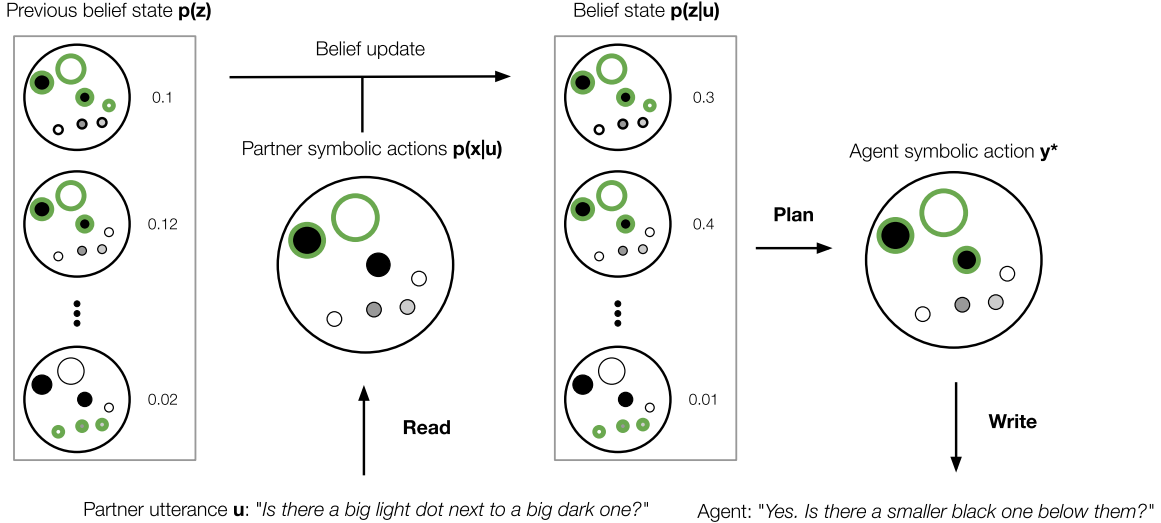 Previous belief state p(z)
Belief state p(z|u)
Belief update
0.1
0.3
Partner symbolic actions p(x|u)
Agent symbolic action y*
0.12
0.4
Plan
0.02
0.01
Read
Write
Partner utterance u: "Is there a big light dot next to a big dark one?"
Agent: "Yes. Is there a smaller black one below them?"